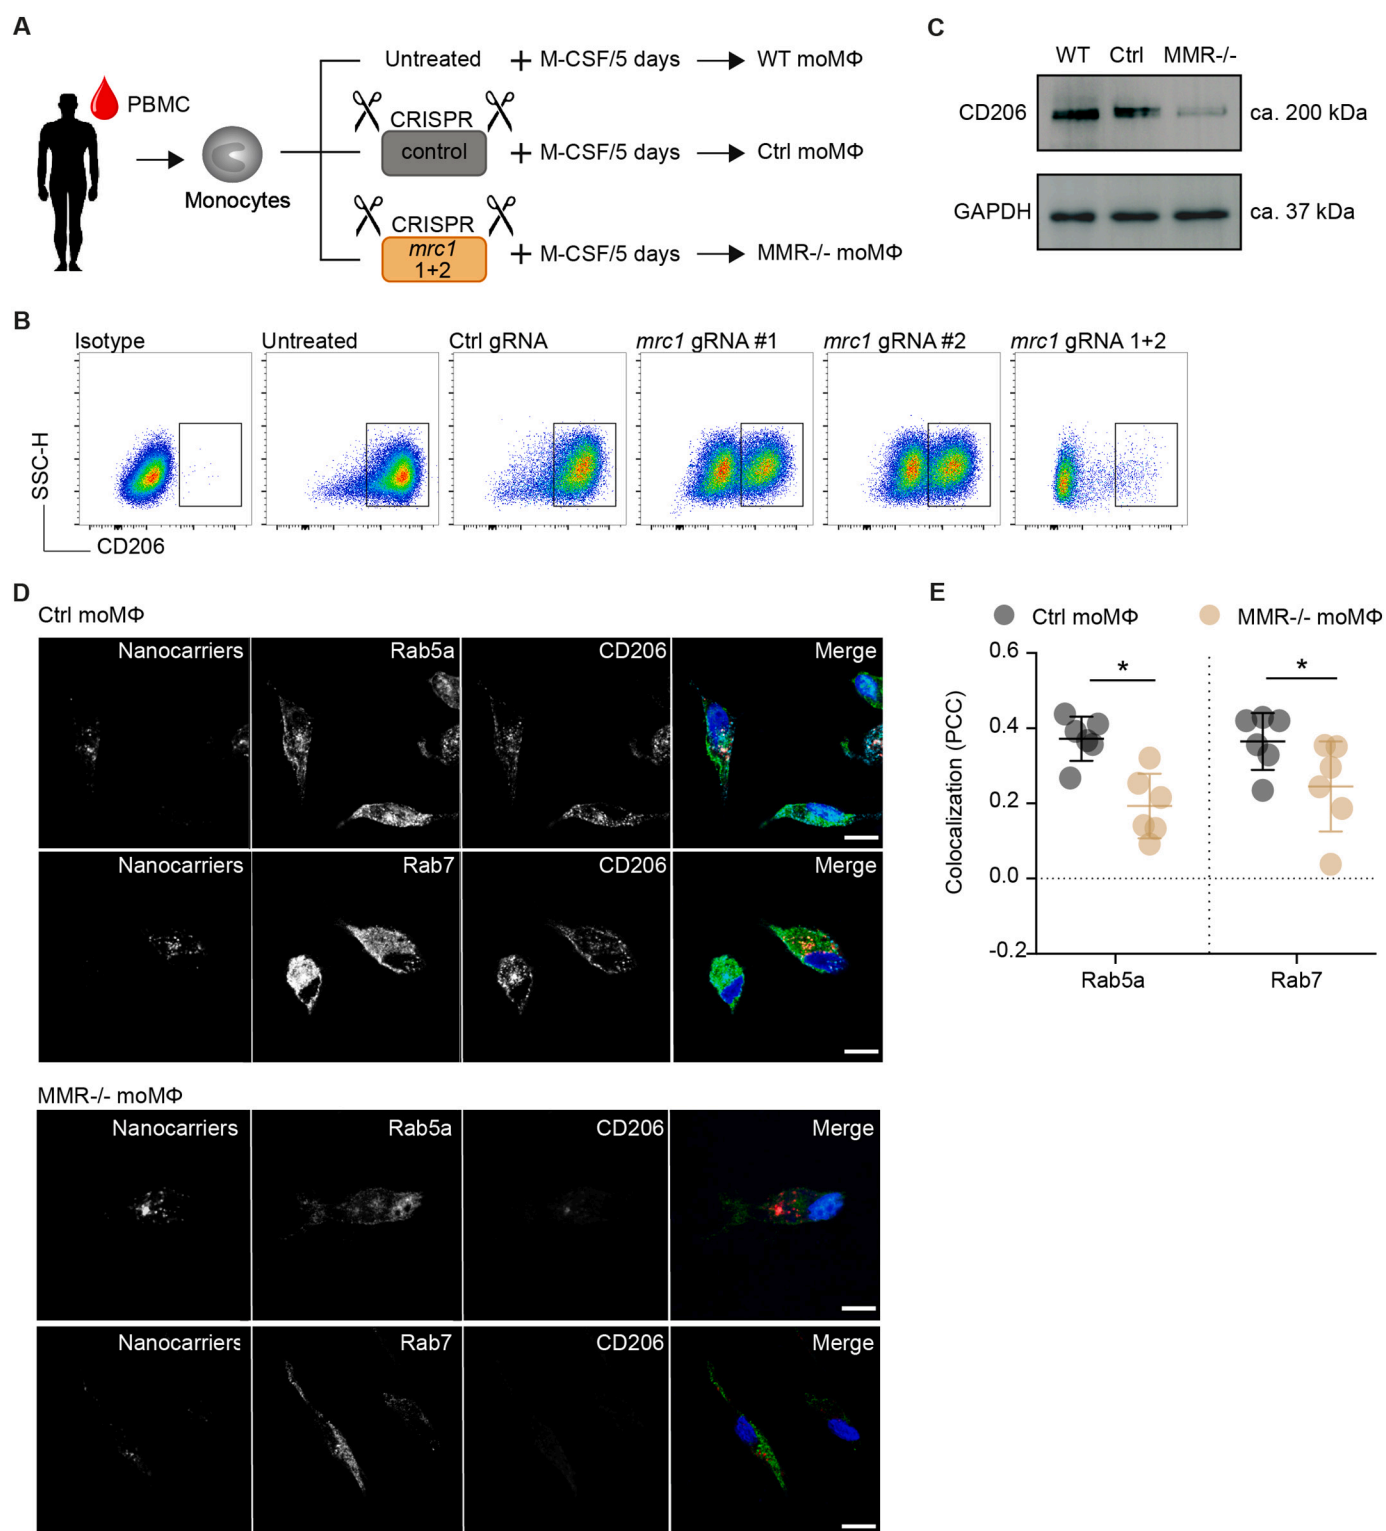 A
PBMC
Monocytes
Untreated + M-CSF/5 days WT moMΦ
CRISPR
control + M-CSF/5 days Ctrl moMΦ
CRISPR
mrc1
1+2 + M-CSF/5 days MMR-/- moMΦ
C
WT Ctrl MMR-/-
CD206 ca. 200 kDa
GAPDH ca. 37 kDa
B
Isotype Untreated Ctrl gRNA mrc1 gRNA #1 mrc1 gRNA #2 mrc1 gRNA 1+2
SSC-H
CD206
D
Ctrl moMΦ
Nanocarriers Rab5a CD206 Merge
Nanocarriers Rab7 CD206 Merge
MMR-/- moMΦ
Nanocarriers Rab5a CD206 Merge
Nanocarriers Rab7 CD206 Merge
E
Ctrl moMΦ MMR-/- moMΦ
Colocalization (PCC)
0.6
0.4
0.2
0.0
-0.2
* *
Rab5a Rab7